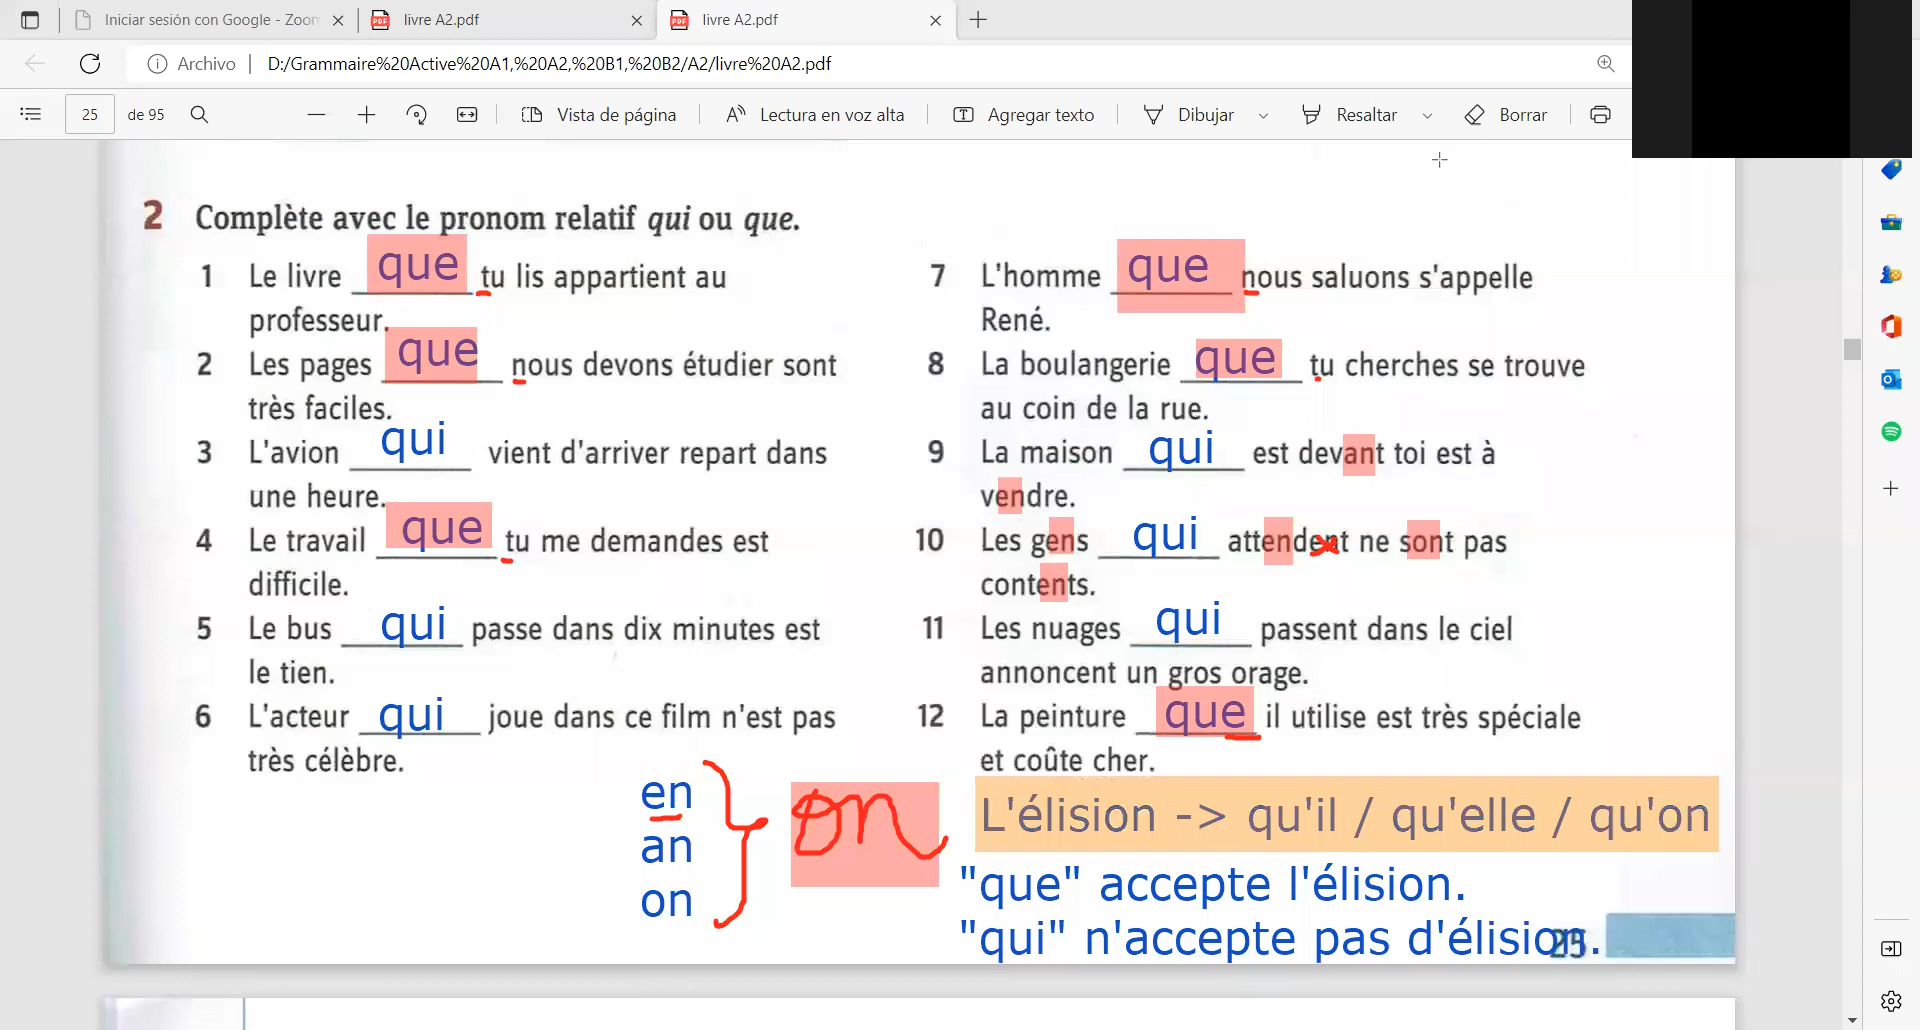 Iniciar sesión con Google - Zoom
livre A2.pdf
livre A2.pdf
Archivo
D:/Grammaire%20Active%20A1,%20A2,%20B1,%20B2/A2/livre%20A2.pdf
25 de 95
Vista de página
Lectura en voz alta
Agregar texto
Dibujar
Resaltar
Borrar
2 Complète avec le pronom relatif qui ou que.
1 Le livre que tu lis appartient au
professeur.
2 Les pages que nous devons étudier sont
très faciles.
3 L'avion qui vient d'arriver repart dans
une heure.
4 Le travail que tu me demandes est
difficile.
5 Le bus qui passe dans dix minutes est
le tien.
6 L'acteur qui joue dans ce film n'est pas
très célèbre.
7 L'homme que nous saluons s'appelle
René.
8 La boulangerie que tu cherches se trouve
au coin de la rue.
9 La maison qui est devant toi est à
vendre.
10 Les gens qui attendent ne sont pas
contents.
11 Les nuages qui passent dans le ciel
annoncent un gros orage.
12 La peinture que il utilise est très spéciale
et coûte cher.
en
an
on
on
L'élision -> qu'il / qu'elle / qu'on
"que" accepte l'élision.
"qui" n'accepte pas d'élision.
25